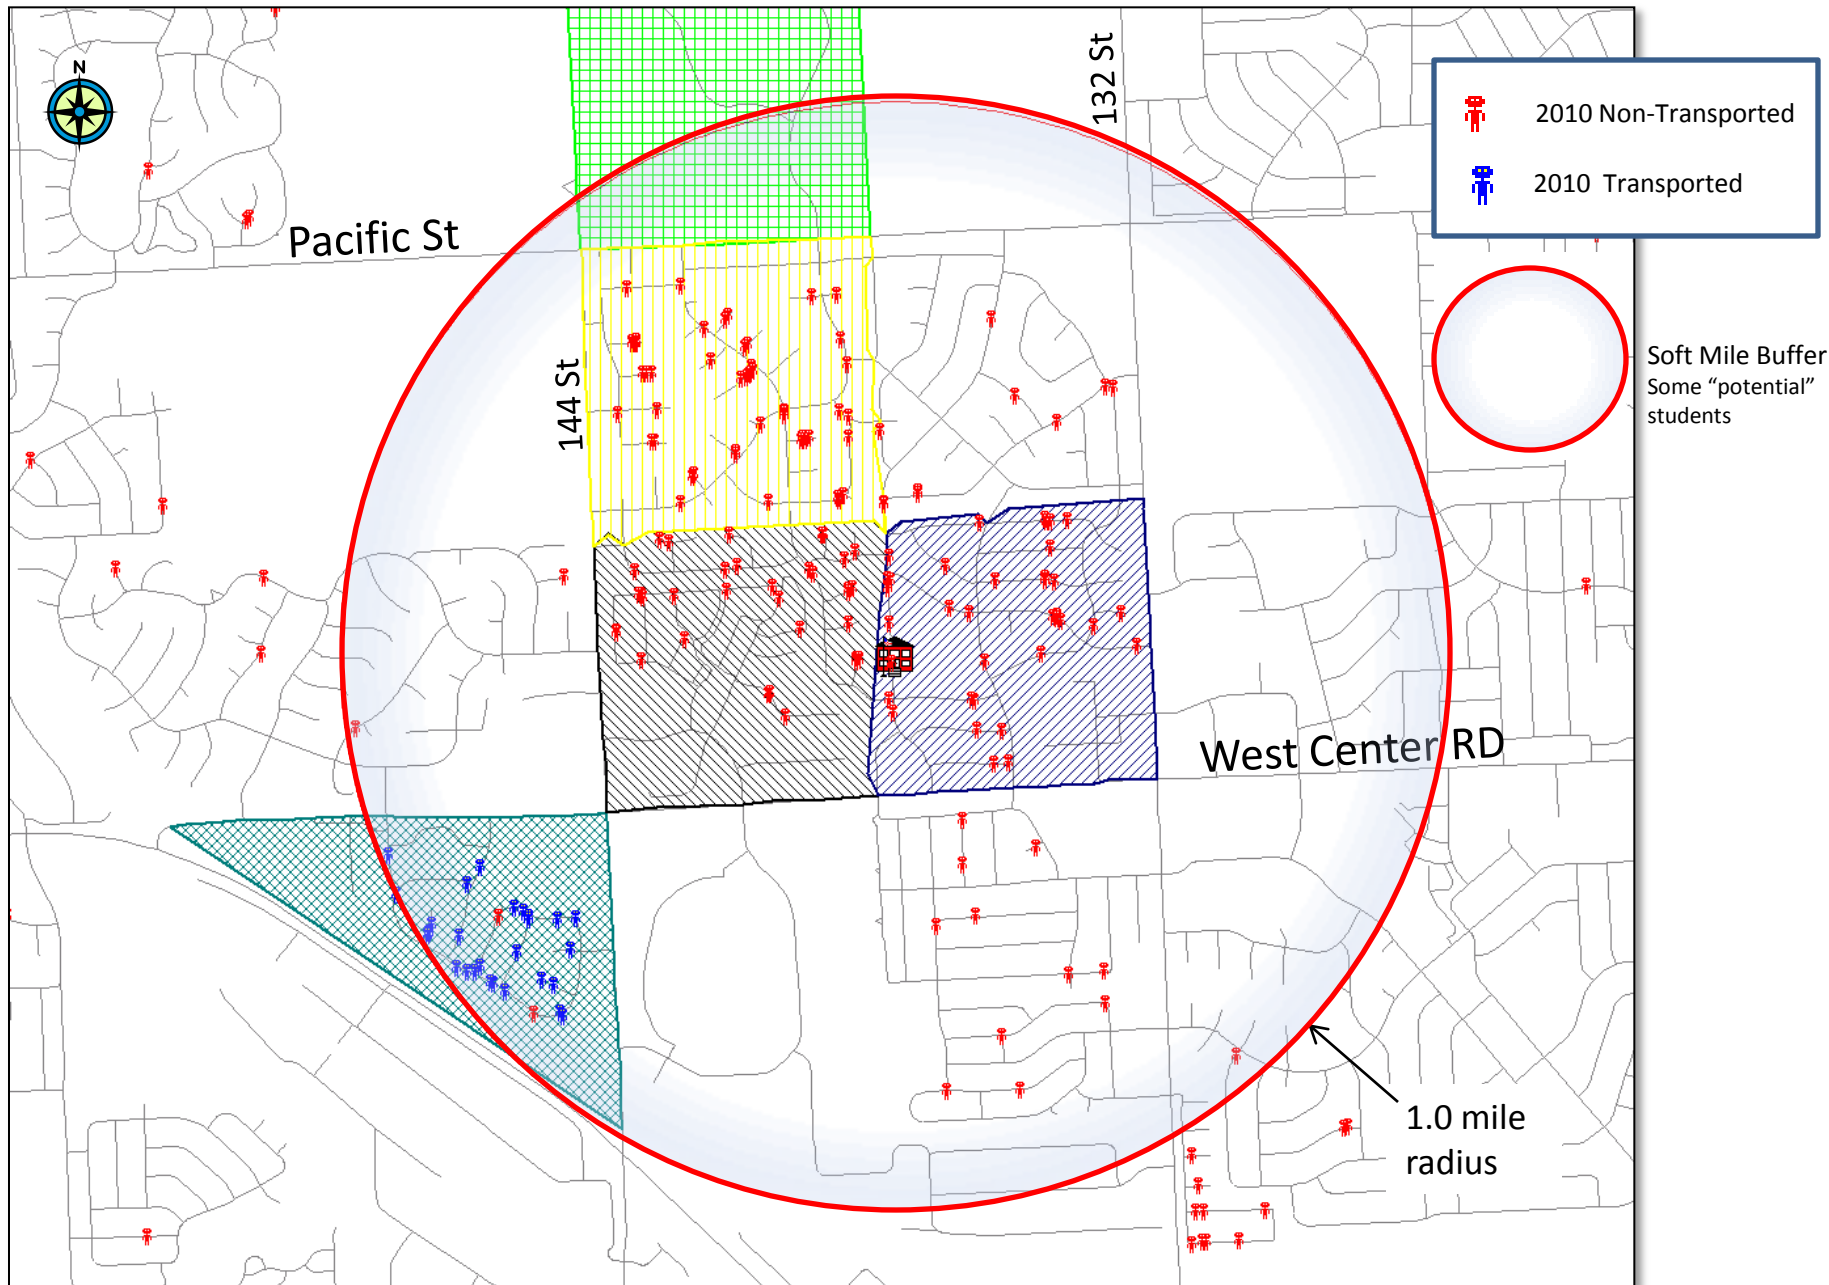 N
132 St
2010 Non-Transported
2010 Transported
Pacific St
Soft Mile Buffer
Some “potential”
students
144 St
West Center RD
1.0 mile
radius